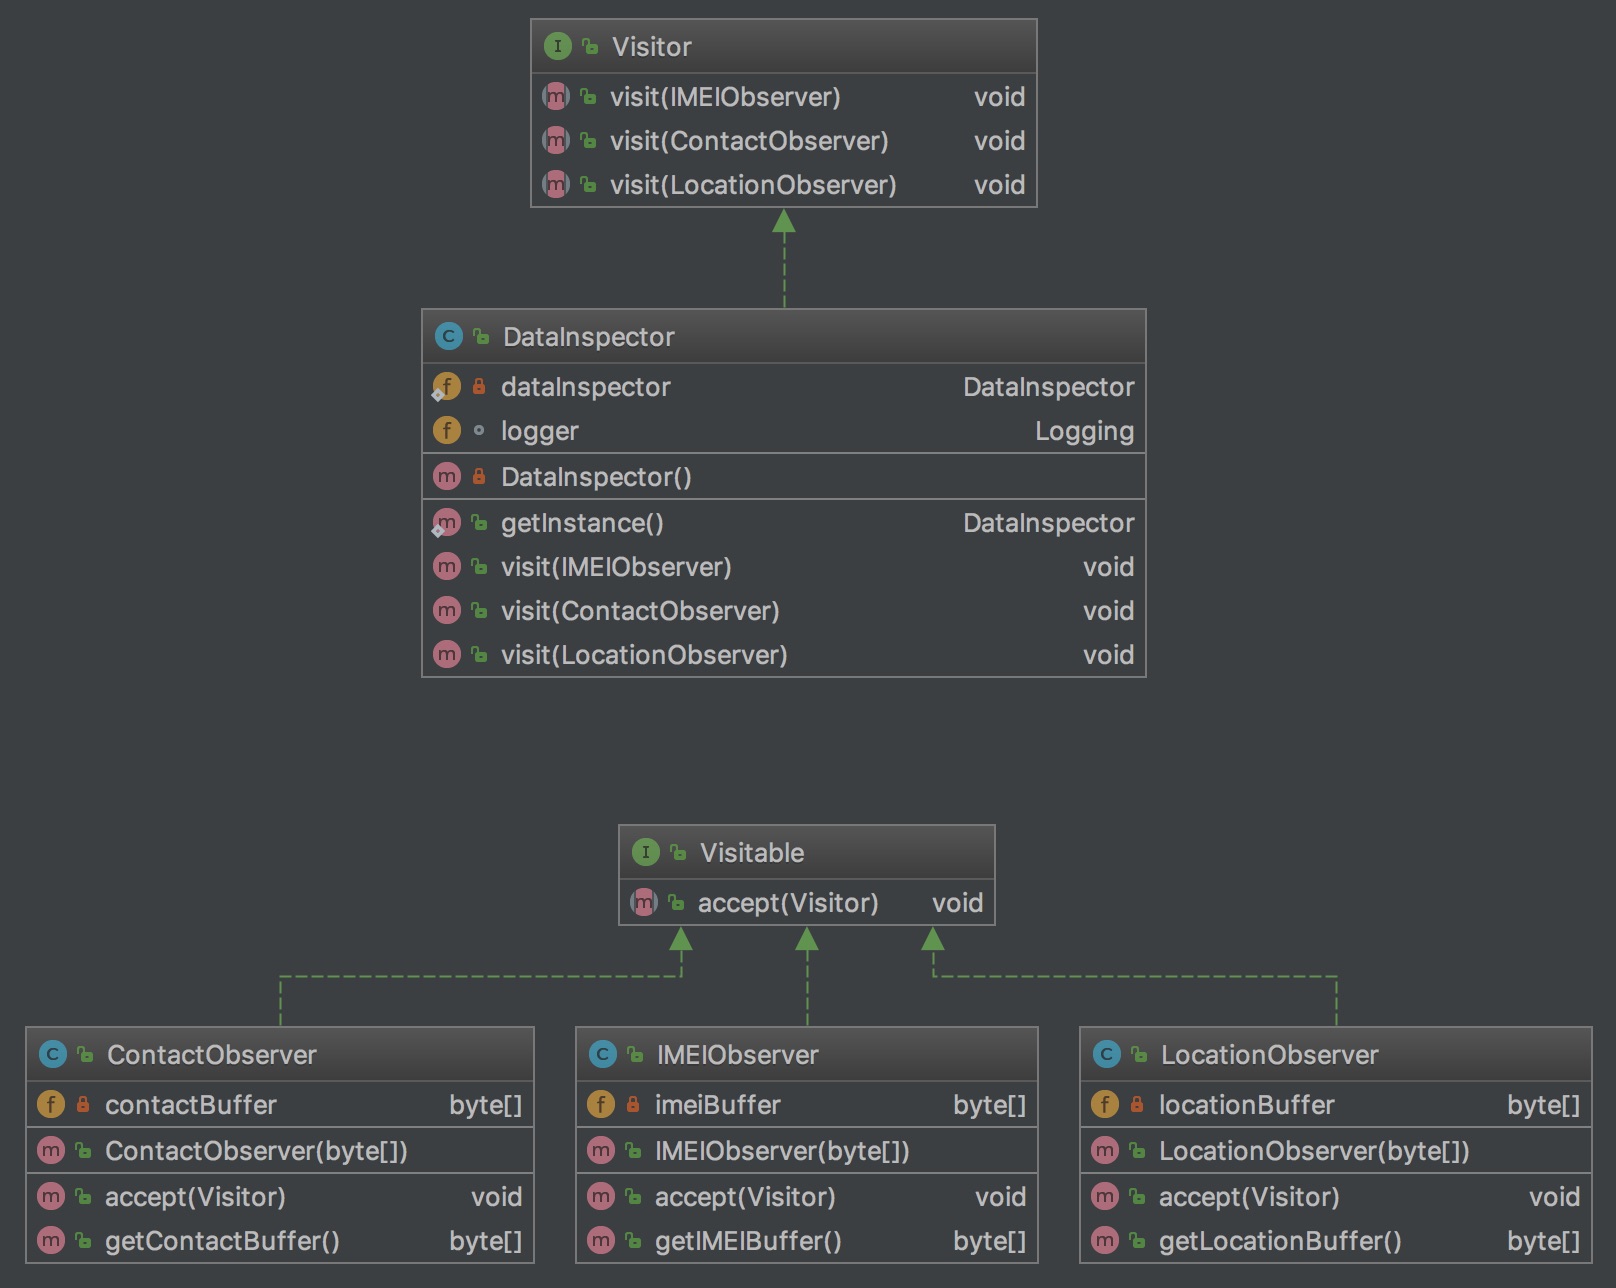 I Visitor
m visit(IMEIObserver) void
m visit(ContactObserver) void
m visit(LocationObserver) void
C DataInspector
f dataInspector DataInspector
f logger Logging
m DataInspector()
m getInstance() DataInspector
m visit(IMEIObserver) void
m visit(ContactObserver) void
m visit(LocationObserver) void
I Visitable
m accept(Visitor) void
C ContactObserver
f contactBuffer byte[]
m ContactObserver(byte[])
m accept(Visitor) void
m getContactBuffer() byte[]
C IMEIObserver
f imeiBuffer byte[]
m IMEIObserver(byte[])
m accept(Visitor) void
m getIMEIBuffer() byte[]
C LocationObserver
f locationBuffer byte[]
m LocationObserver(byte[])
m accept(Visitor) void
m getLocationBuffer() byte[]